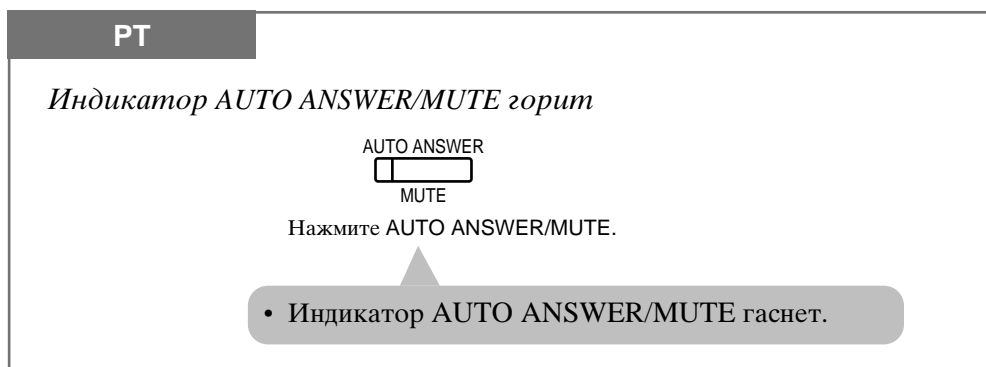 PT
Индикатор AUTO ANSWER/MUTE горит
AUTO ANSWER
MUTE
Нажмите AUTO ANSWER/MUTE.
• Индикатор AUTO ANSWER/MUTE гаснет.